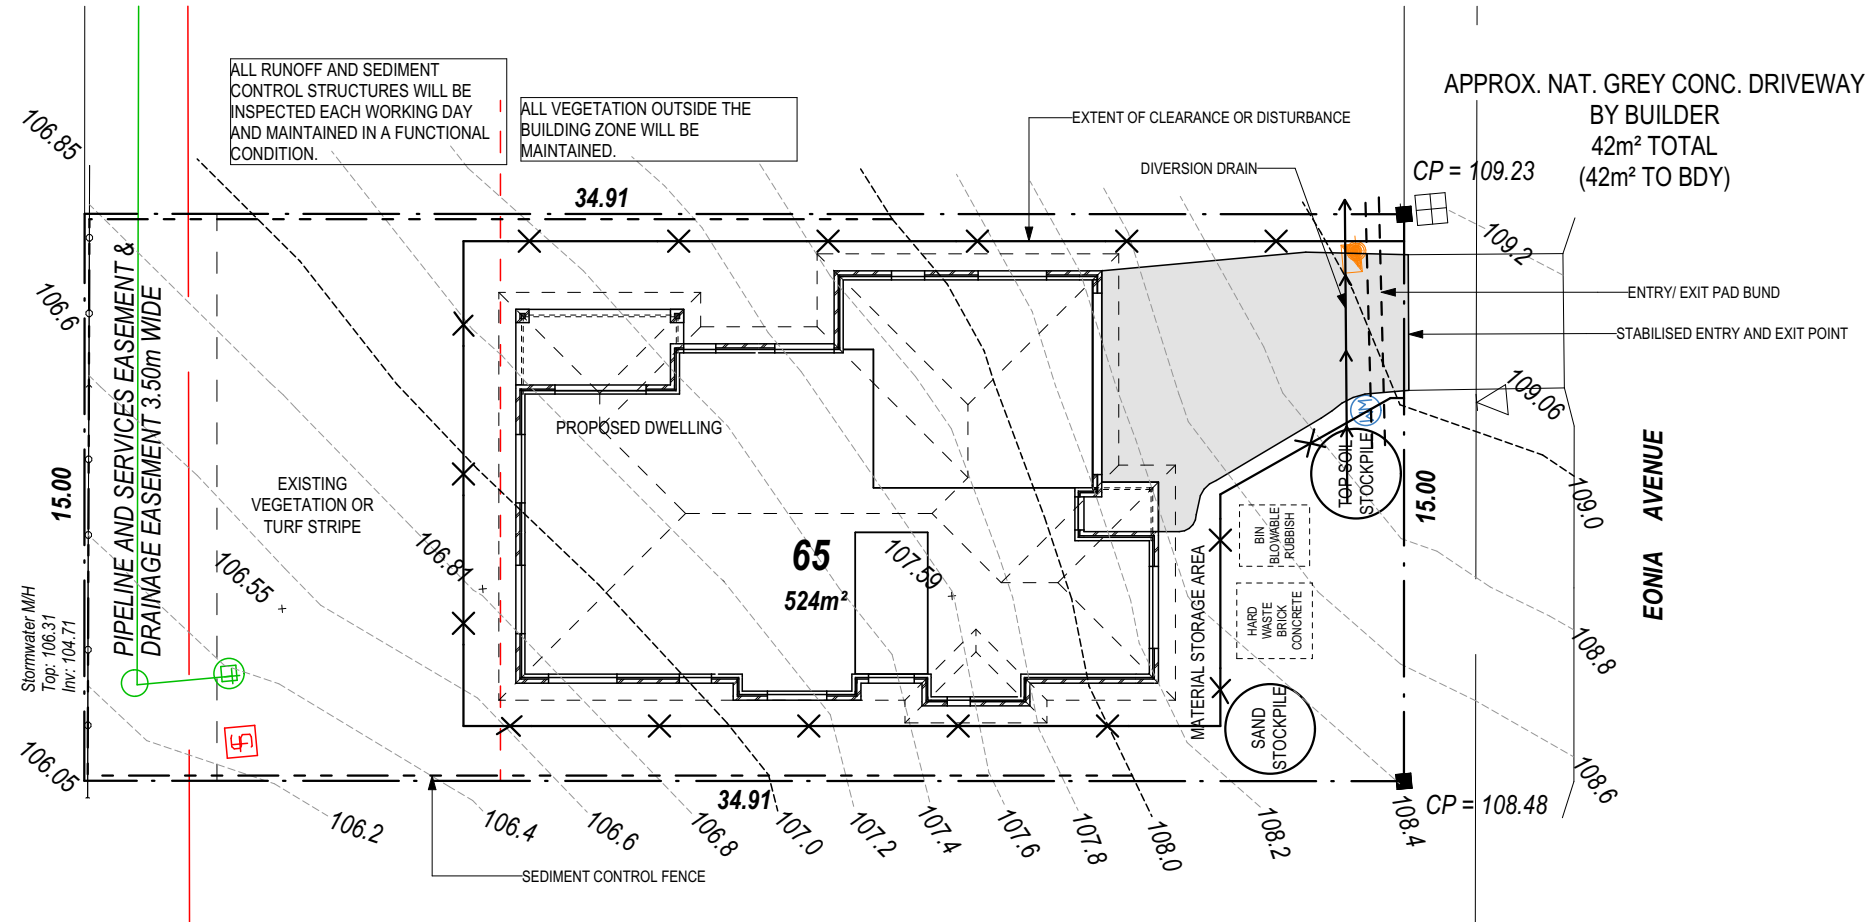 ALL RUNOFF AND SEDIMENT
CONTROL STRUCTURES WILL BE
INSPECTED EACH WORKING DAY
AND MAINTAINED IN A FUNCTIONAL
CONDITION.
ALL VEGETATION OUTSIDE THE
BUILDING ZONE WILL BE
MAINTAINED.
EXTENT OF CLEARANCE OR DISTURBANCE
DIVERSION DRAIN
APPROX. NAT. GREY CONC. DRIVEWAY
BY BUILDER
42m² TOTAL
(42m² TO BDY)
CP = 109.23
106.85
34.91
109.2
ENTRY/ EXIT PAD BUND
STABILISED ENTRY AND EXIT POINT
106.6
PIPELINE AND SERVICES EASEMENT &
DRAINAGE EASEMENT 3.50m WIDE
109.06
PROPOSED DWELLING
WM
TOP SOIL
STOCKPILE
15.00
EXISTING
VEGETATION OR
TURF STRIPE
15.00
109.0
EONIA AVENUE
BIN
BLOWABLE
RUBBISH
106.55
106.81
65
524m²
107.59
MATERIAL STORAGE AREA
HARD
WASTE
BRICK
CONCRETE
Stormwater M/H
Top: 106.31
Inv: 104.71
108.8
SAND
STOCKPILE
106.05
108.6
34.91
CP = 108.48
106.2
106.4
106.6
106.8
107.0
107.2
107.4
107.6
107.8
108.0
108.2
108.4
SEDIMENT CONTROL FENCE